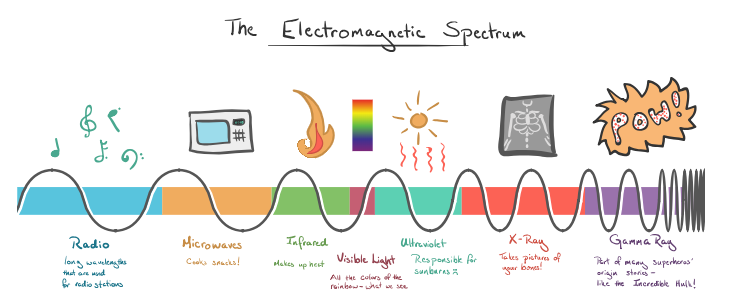 The Electromagnetic Spectrum
POW!
Radio
long wavelengths
that are used
for radio stations
Microwaves
Cooks snacks!
Infrared
Makes up heat
Visible Light
All the colors of the
rainbow - what we see
Ultraviolet
Responsible for
sunburns
X-Ray
Takes pictures of
your bones!
Gamma Ray
Part of many superheros'
origin stories -
like the Incredible Hulk!